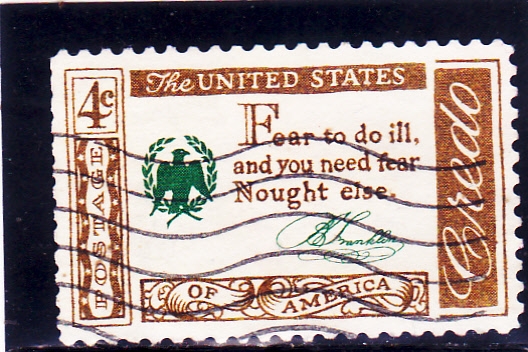 The UNITED STATES
4c
POSTAGE
Fear to do ill,
and you need fear
Nought else.
B Franklin
Credo
OF AMERICA